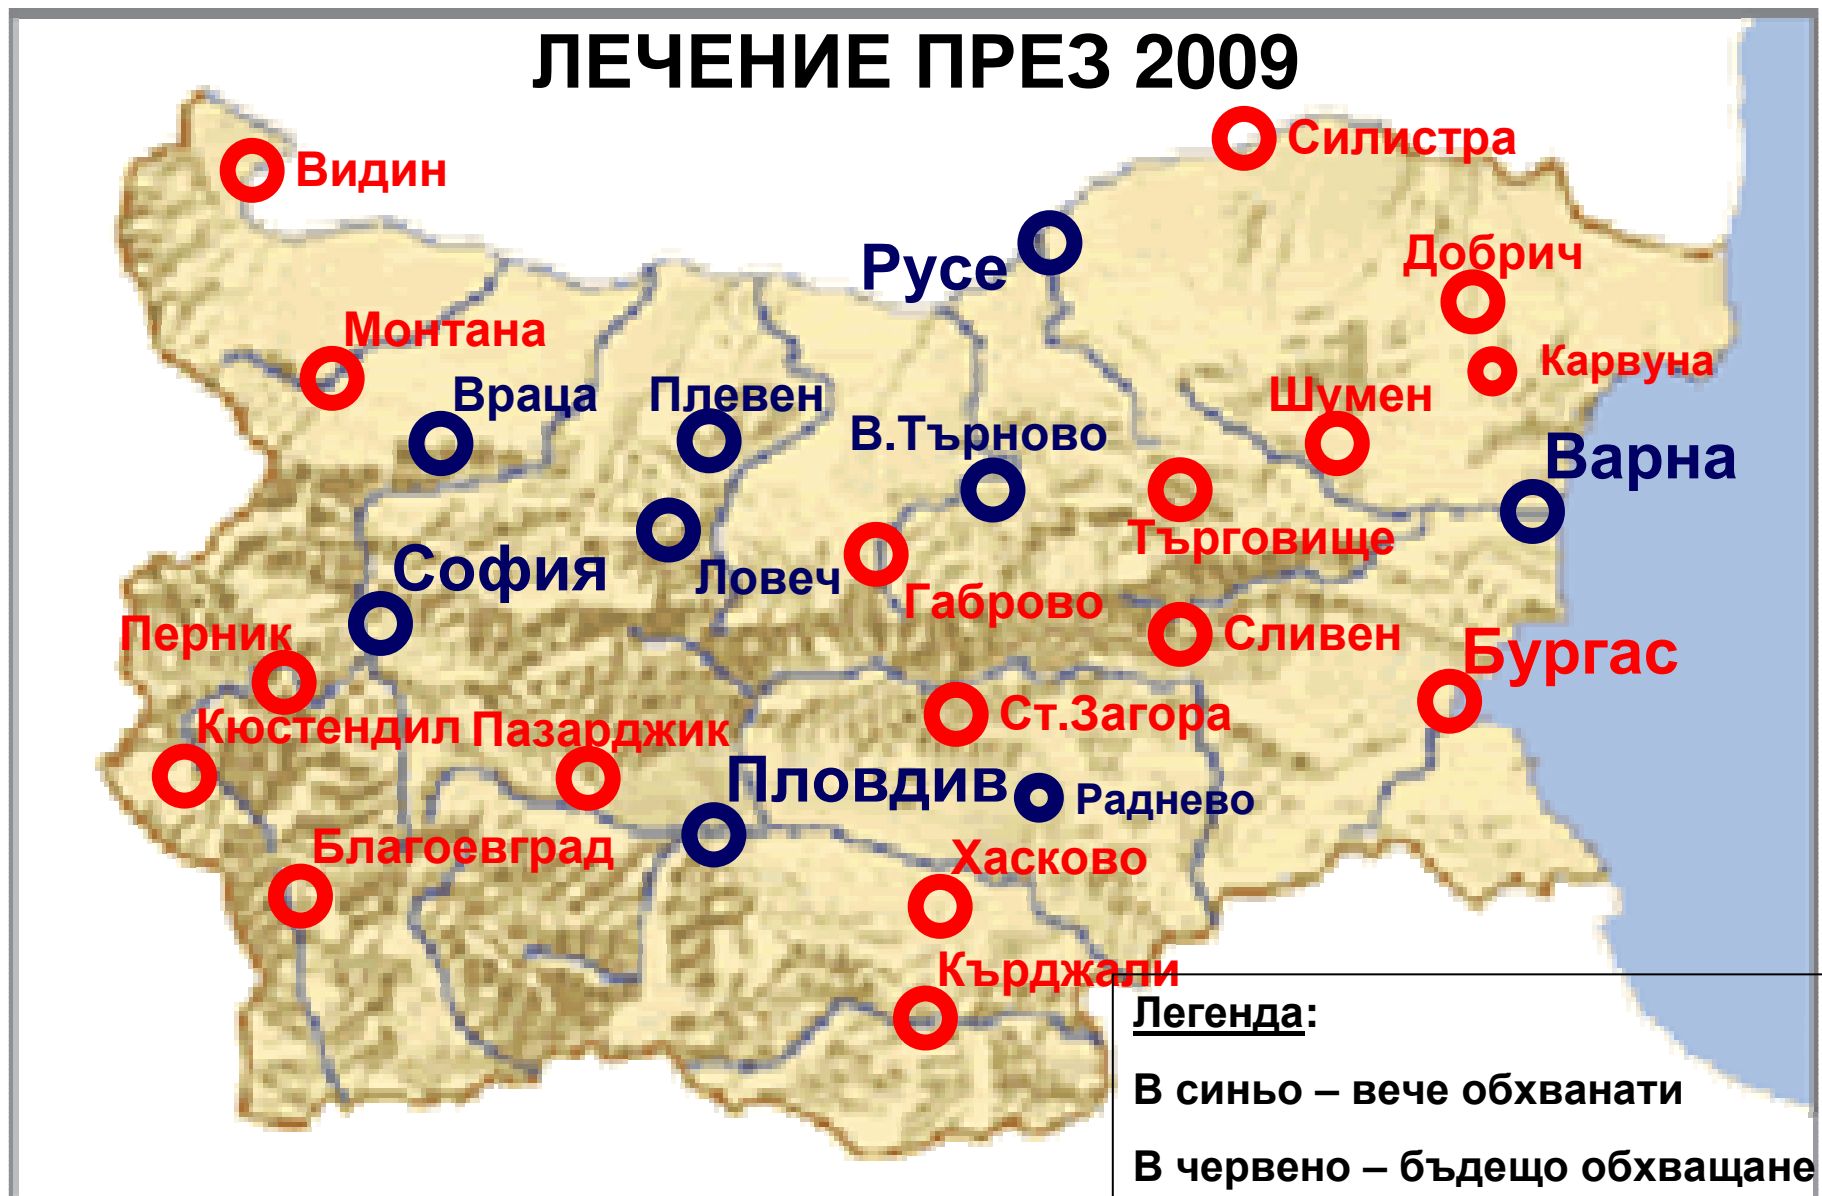 ЛЕЧЕНИЕ ПРЕЗ 2009
Силистра
Видин
Русе
Добрич
Монтана
Карвуна
Враца
Плевен
Шумен
В.Търново
Варна
Търговище
София
Ловеч
Габрово
Перник
Сливен
Бургас
Кюстендил
Пазарджик
Ст.Загора
Пловдив
Раднево
Благоевград
Хасково
Кърджали
Легенда:
В синьо – вече обхванати
В червено – бъдещо обхващане